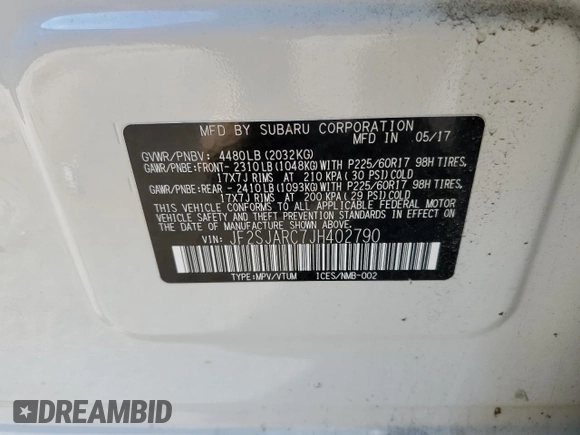 MFD BY SUBARU CORPORATION
MFD IN 05/17
GVWR/PNBV: 4480LB(2032KG)
GAWR/PNBE:FRONT-2310LB(1048KG)WITH P225/60R17 98H TIRES,
17X7J RIMS AT 210 KPA(30 PSI)COLD
GAWR/PNBE:REAR -2410LB(1093KG)WITH P225/60R17 98H TIRES,
17X7J RIMS AT 200 KPA(29 PSI)COLD
THIS VEHICLE CONFORMS TO ALL APPLICABLE FEDERAL MOTOR
VEHICLE SAFETY AND THEFT PREVENTION STANDARDS IN EFFECT
ON THE DATE OF MANUFACTURE SHOWN ABOVE.
VIN: JF2SJARC7JH402790
TYPE:MPV/VTUM ICES/NMB-002
DREAMBID